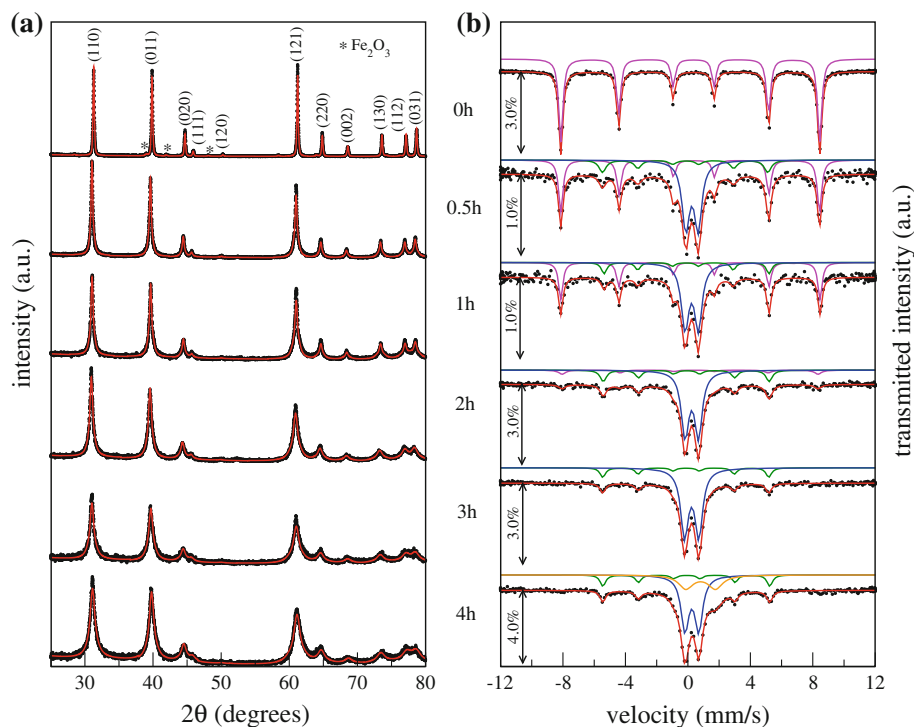 (a)
(110)
(011)
(121)
* Fe₂O₃
(020)
(111)
(120)
(220)
(002)
(130)
(112)
(031)
*
*
*
intensity (a.u.)
30
40
50
60
70
80
2θ (degrees)
(b)
0h
0.5h
1h
2h
3h
4h
3.0%
1.0%
1.0%
3.0%
3.0%
4.0%
-12
-8
-4
0
4
8
12
velocity (mm/s)
transmitted intensity (a.u.)